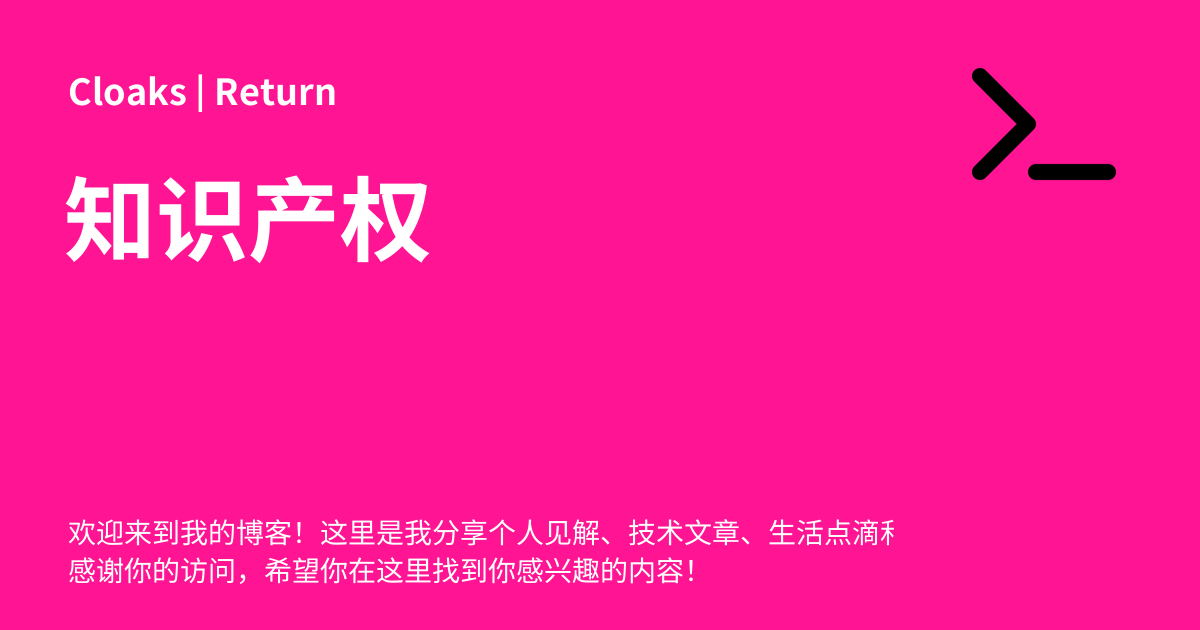 Cloaks | Return
知识产权
欢迎来到我的博客！这里是我分享个人见解、技术文章、生活点滴
感谢你的访问，希望你在这里找到你感兴趣的内容！